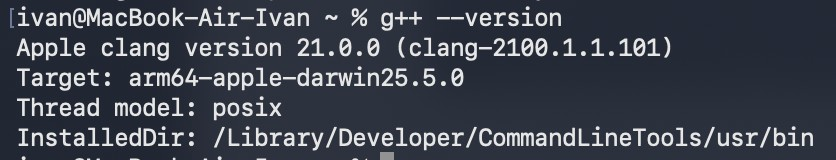 [ivan@MacBook-Air-Ivan ~ % g++ --version
Apple clang version 21.0.0 (clang-2100.1.1.101)
Target: arm64-apple-darwin25.5.0
Thread model: posix
InstalledDir: /Library/Developer/CommandLineTools/usr/bin